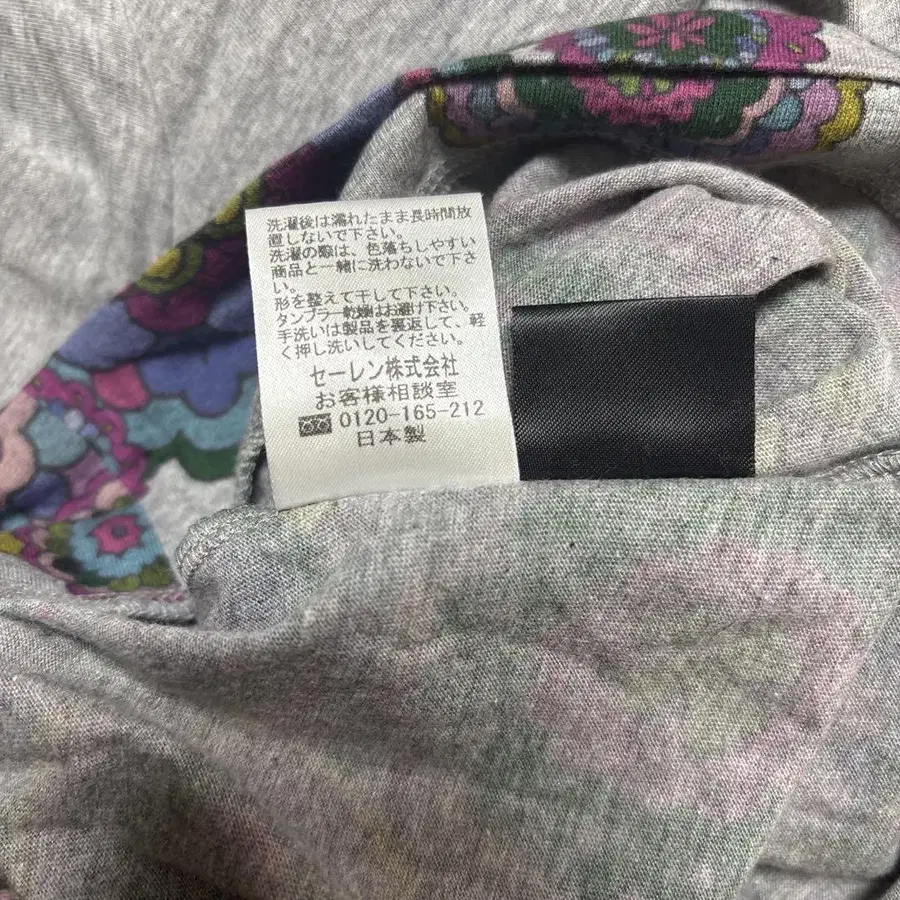 洗濯後は濡れたまま長時間放
置しないで下さい。
洗濯の際は、色落ちしやすい
商品と一緒に洗わないで下さ
い。
形を整えて干して下さい。
タンブラー乾燥はお避け下さい。
手洗いは製品を裏返して、軽
く押し洗いしてください。
セーレン株式会社
お客様相談室
0120-165-212
日本製